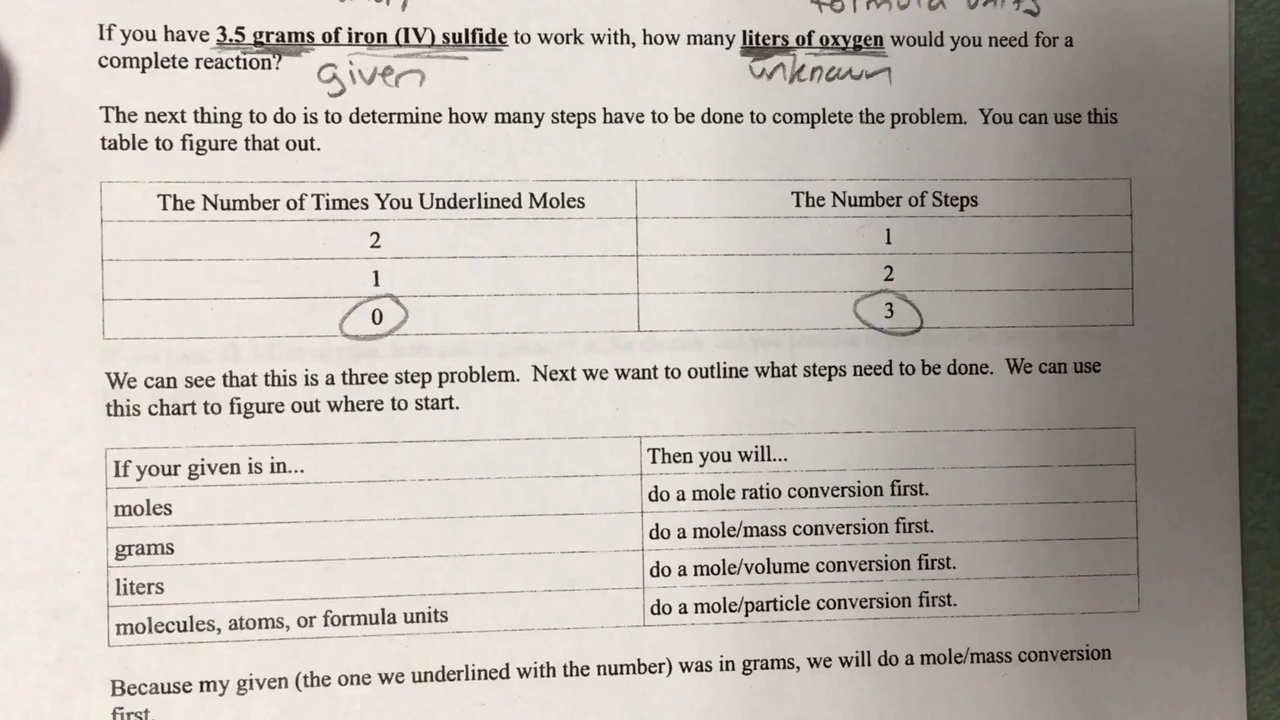 formula units
If you have 3.5 grams of iron (IV) sulfide to work with, how many liters of oxygen would you need for a
complete reaction?
given unknown
The next thing to do is to determine how many steps have to be done to complete the problem. You can use this
table to figure that out.
The Number of Times You Underlined Moles The Number of Steps
2 1
1 2
0 3
We can see that this is a three step problem. Next we want to outline what steps need to be done. We can use
this chart to figure out where to start.
If your given is in... Then you will...
moles do a mole ratio conversion first.
grams do a mole/mass conversion first.
liters do a mole/volume conversion first.
molecules, atoms, or formula units do a mole/particle conversion first.
Because my given (the one we underlined with the number) was in grams, we will do a mole/mass conversion
first.